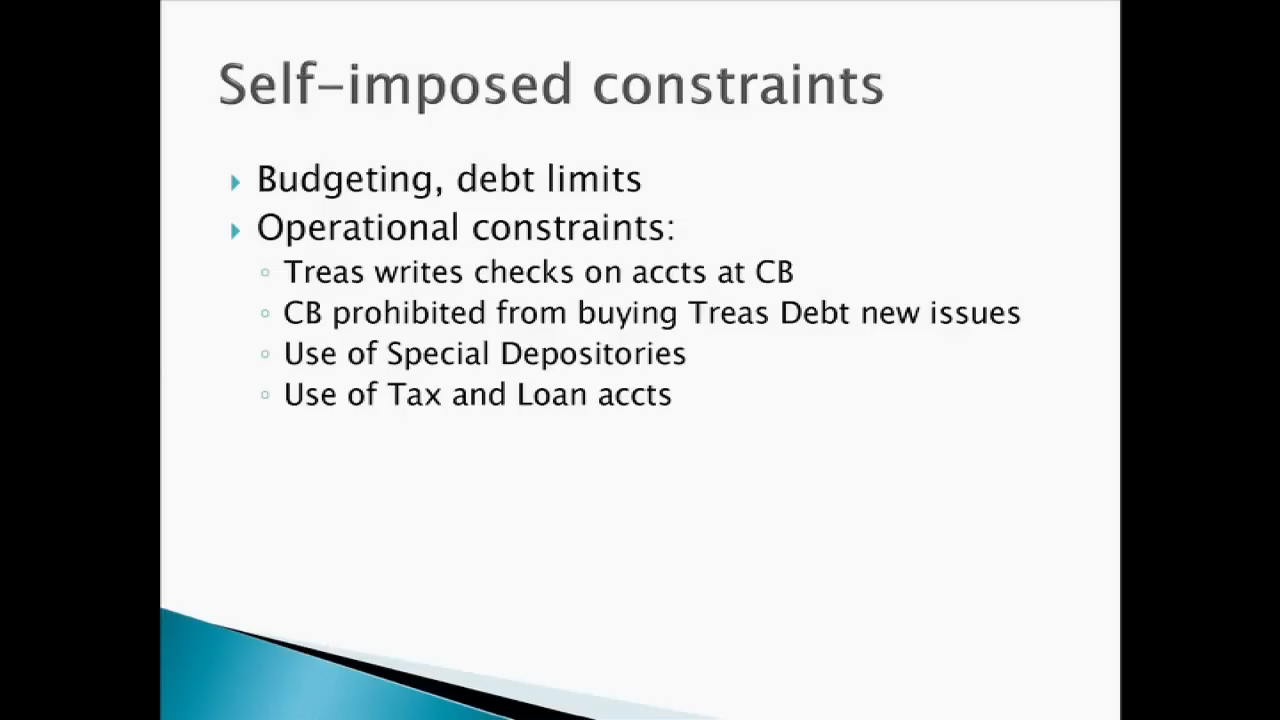 Self-imposed constraints
Budgeting, debt limits
Operational constraints:
Treas writes checks on accts at CB
CB prohibited from buying Treas Debt new issues
Use of Special Depositories
Use of Tax and Loan accts